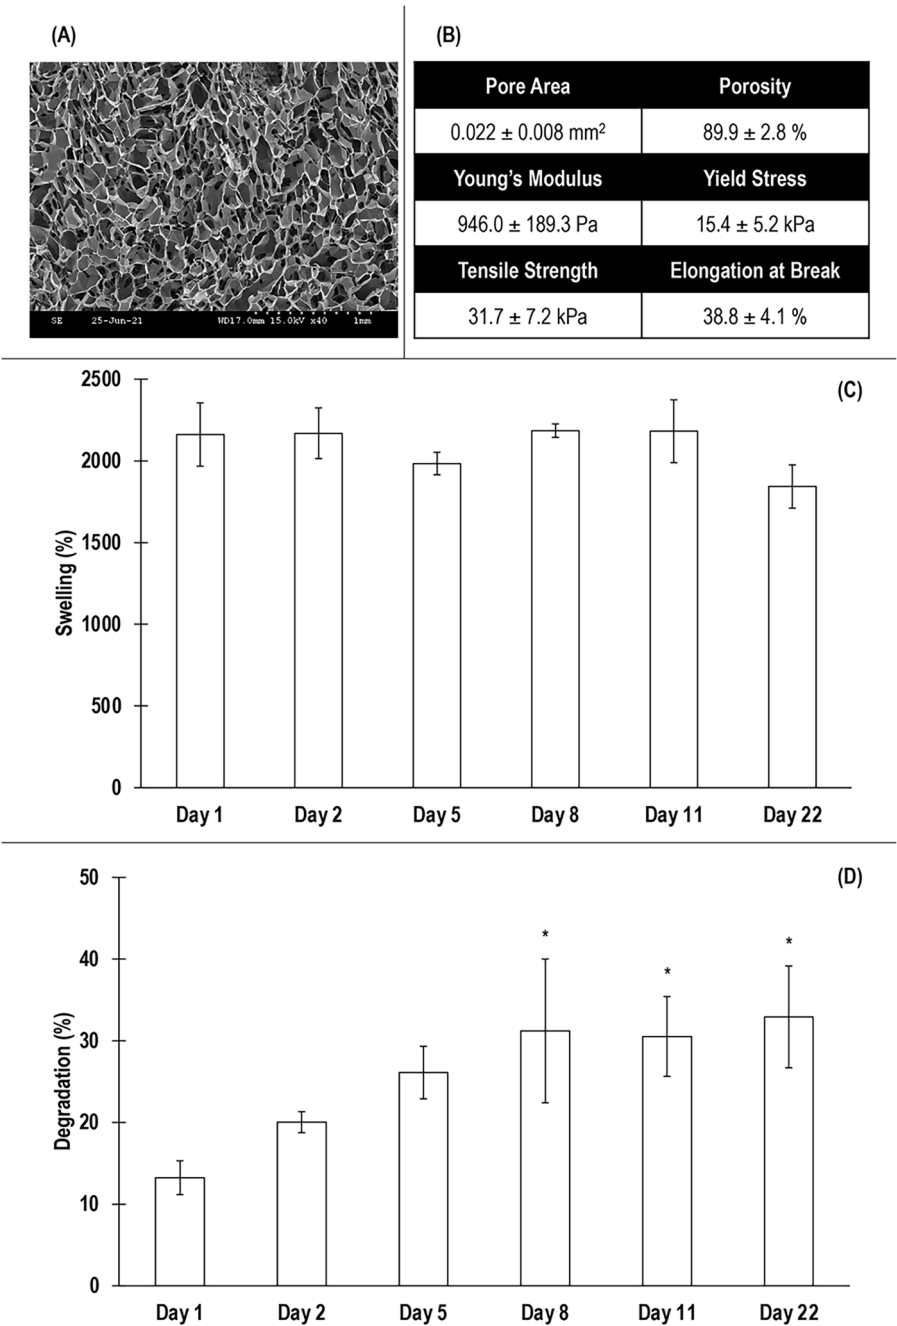 (A)
SE 25-Jun-21 WD17.0mm 15.0kV x40 1mm
(B)
Pore Area Porosity
0.022 ± 0.008 mm² 89.9 ± 2.8 %
Young's Modulus Yield Stress
946.0 ± 189.3 Pa 15.4 ± 5.2 kPa
Tensile Strength Elongation at Break
31.7 ± 7.2 kPa 38.8 ± 4.1 %
(C)
Swelling (%)
2500
2000
1500
1000
500
0
Day 1 Day 2 Day 5 Day 8 Day 11 Day 22
(D)
Degradation (%)
50
40
30
20
10
0
* * *
Day 1 Day 2 Day 5 Day 8 Day 11 Day 22